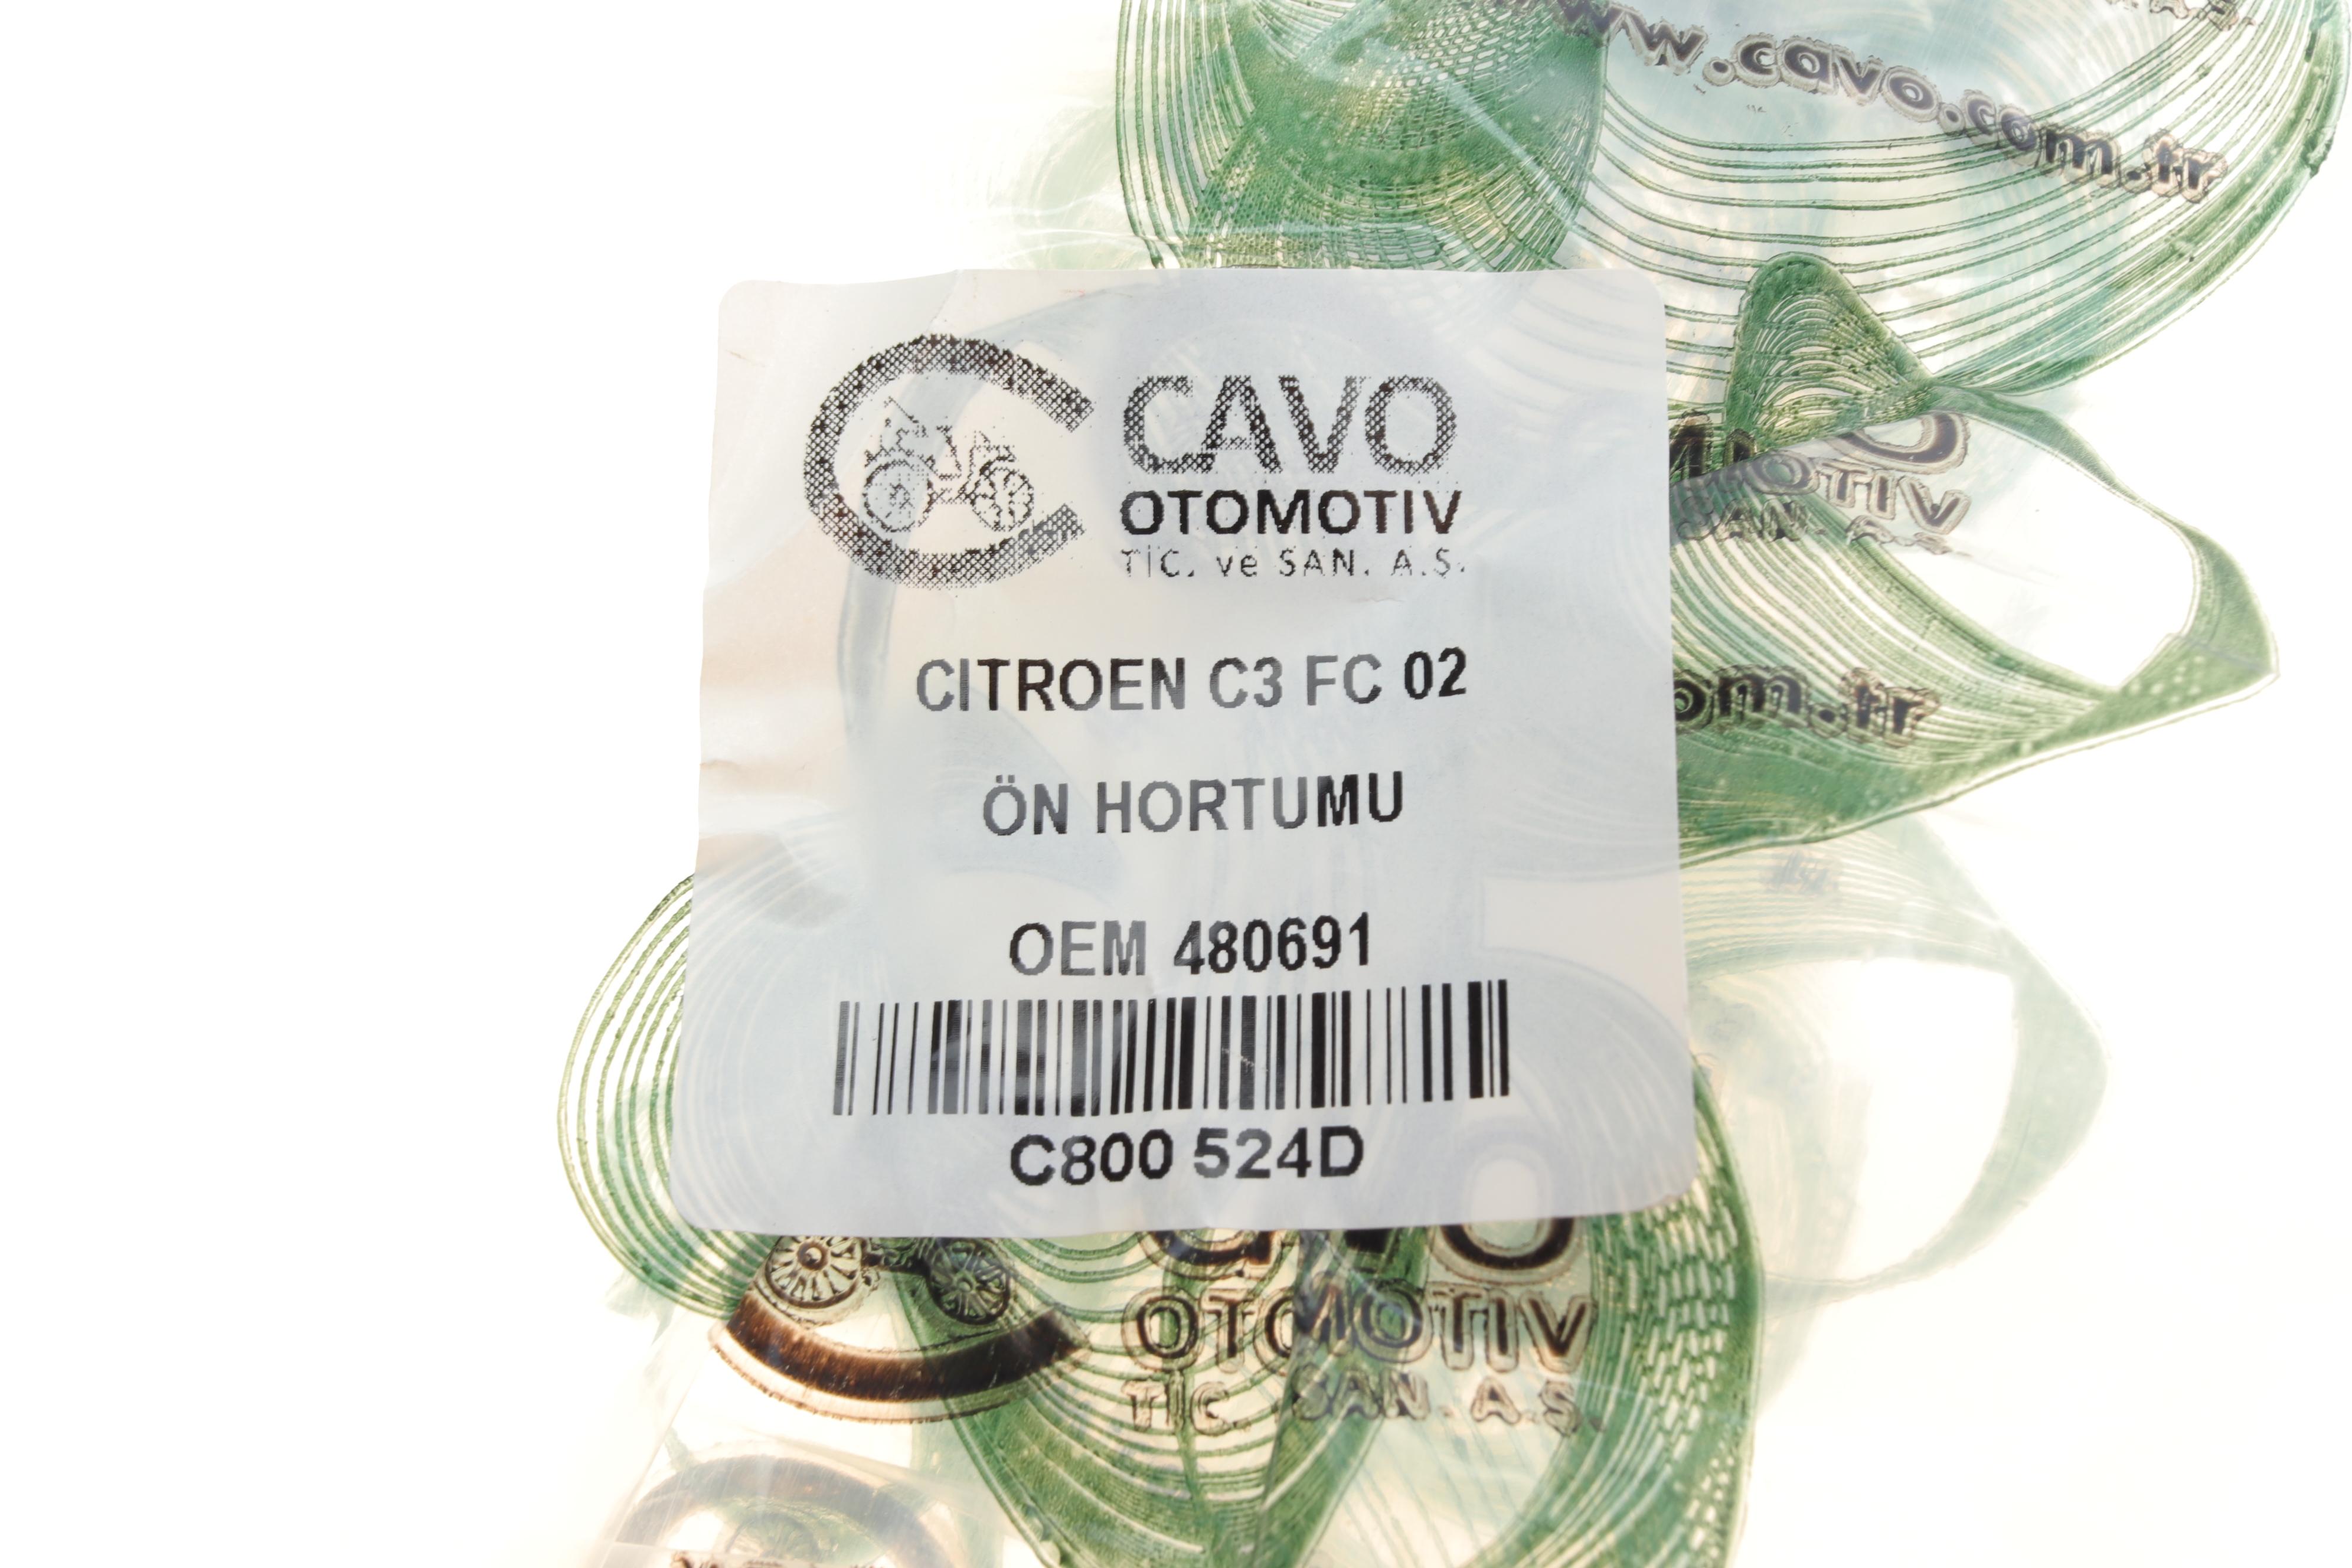 www.cavo.com.tr
CAVO
OTOMOTIV
TİC. ve SAN. A.Ş.
OTIV
SAN. A.Ş.
CITROEN C3 FC 02
om.tr
ÖN HORTUMU
OEM 480691
C800 524D
OTOMOTIV
TİC. SAN. A.Ş.